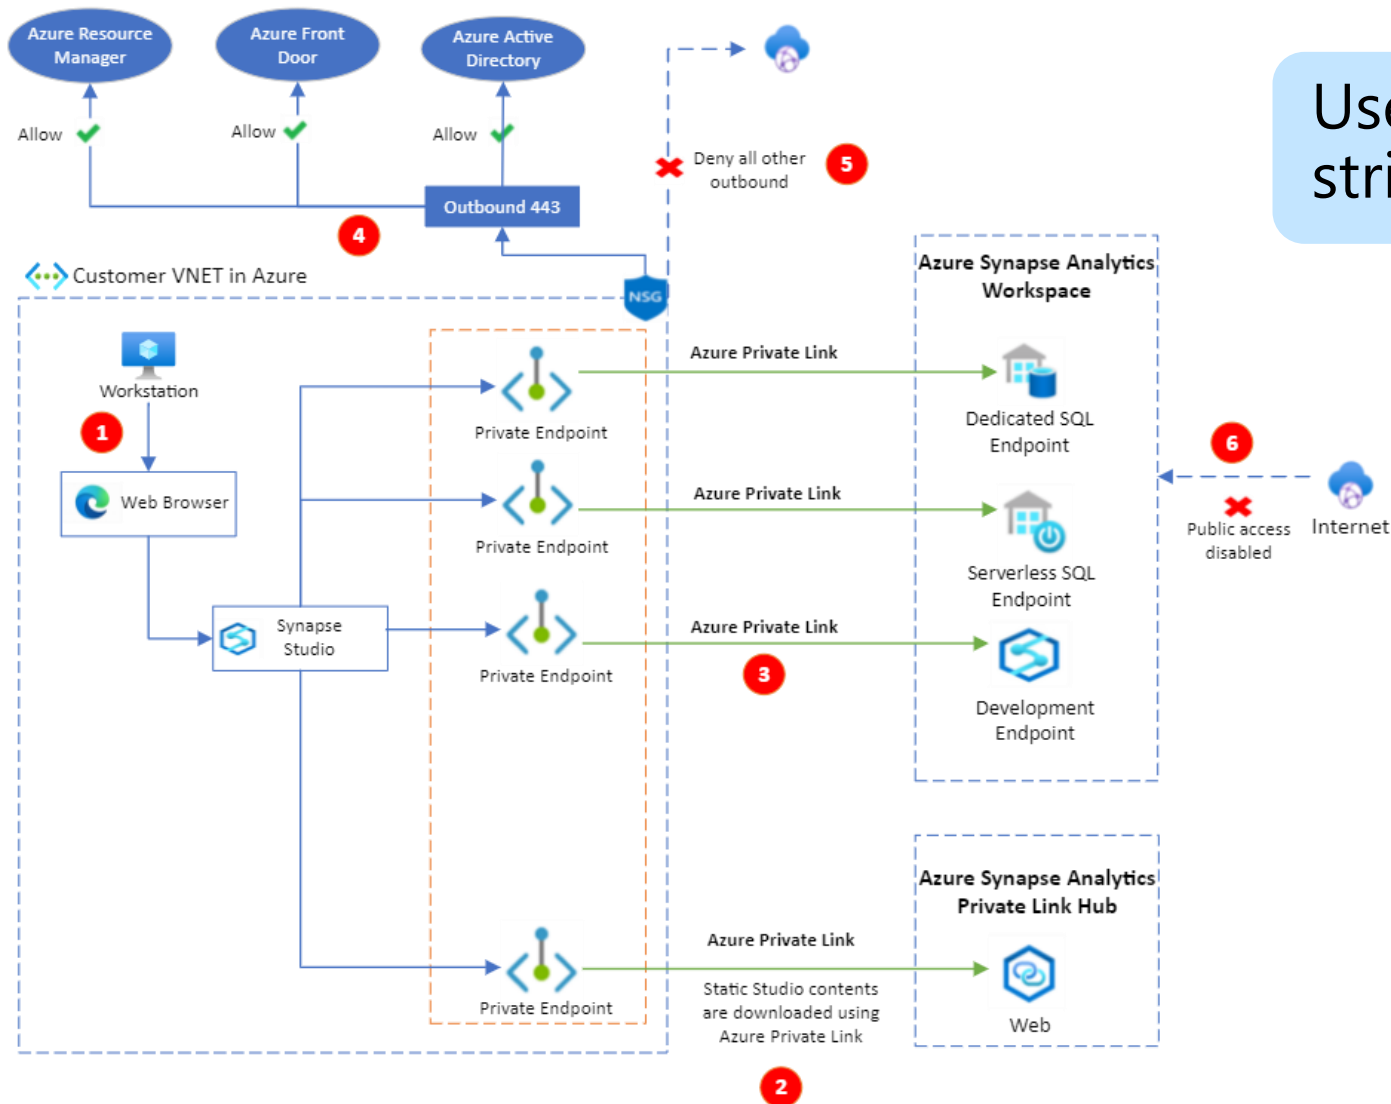 Azure Resource
Manager
Azure Front
Door
Azure Active
Directory
Allow
Allow
Allow
Deny all other
outbound
5
Outbound 443
4
Customer VNET in Azure
NSG
Workstation
1
Web Browser
Synapse
Studio
Private Endpoint
Private Endpoint
Private Endpoint
Private Endpoint
Azure Private Link
Azure Private Link
Azure Private Link
3
Azure Private Link
Static Studio contents
are downloaded using
Azure Private Link
2
Azure Synapse Analytics
Workspace
Dedicated SQL
Endpoint
Serverless SQL
Endpoint
Development
Endpoint
Azure Synapse Analytics
Private Link Hub
Web
6
Public access
disabled
Internet